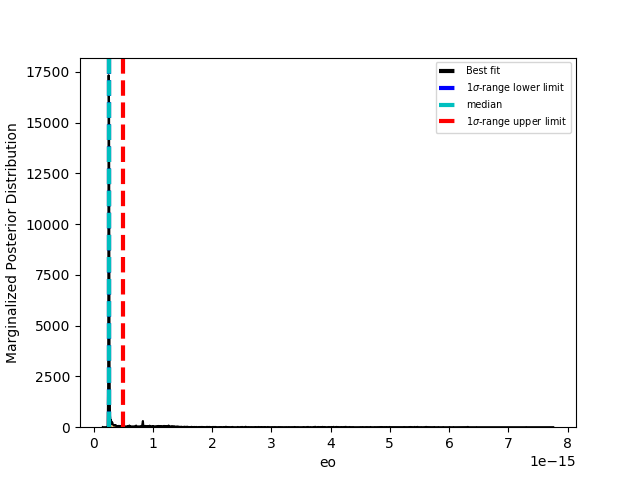 17500
15000
12500
10000
7500
5000
2500
0
Marginalized Posterior Distribution
Best fit
1σ-range lower limit
median
1σ-range upper limit
0 1 2 3 4 5 6 7 8
1e−15
eo